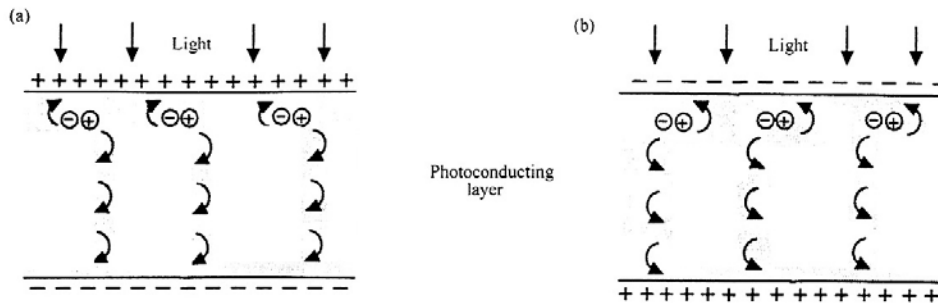 (a)
Light
+ + + + + + + + + + + + + +
⊖⊕ ⊖⊕ ⊖⊕
− − − − − − − − − − − − − −
Photoconducting
layer
(b)
Light
− − − − − − − − − − − − −
⊖⊕ ⊖⊕ ⊖⊕
+ + + + + + + + + + + + + +